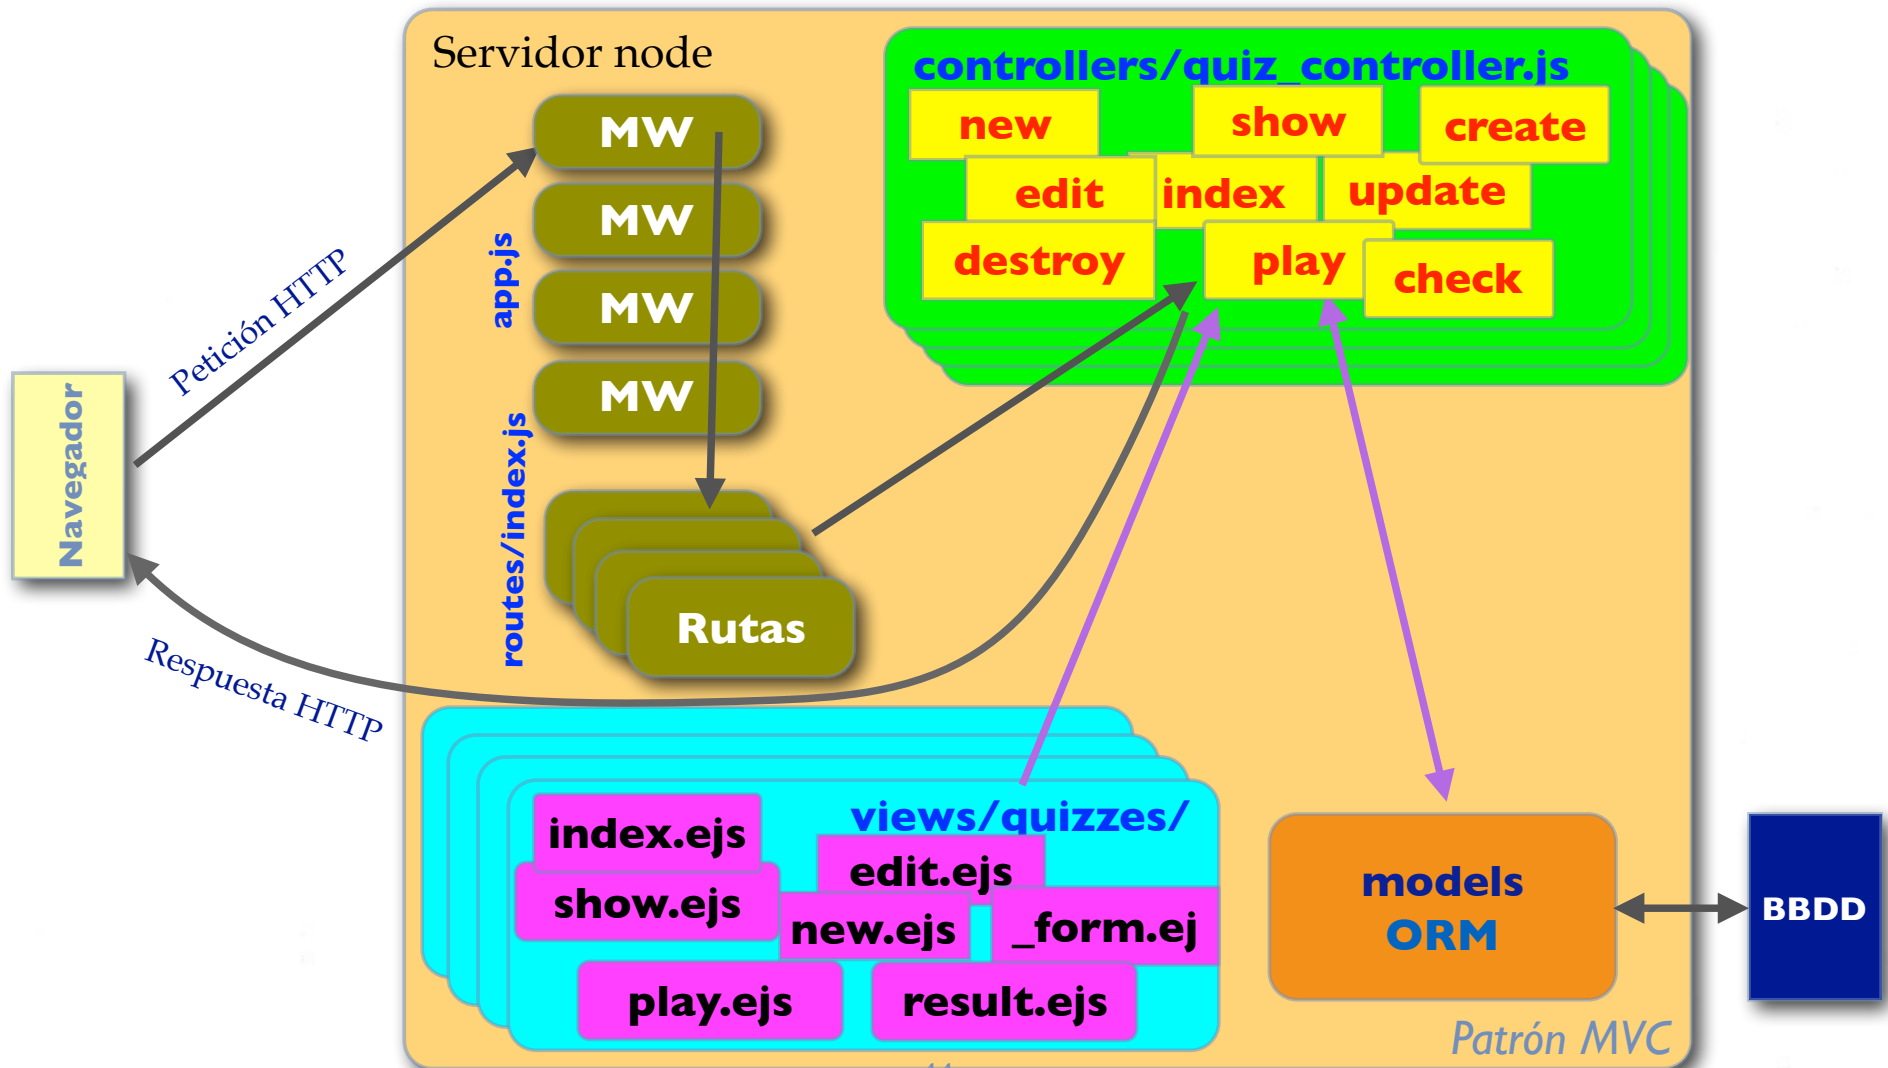 Servidor node
controllers/quiz_controller.js
new
show
create
edit
index
update
destroy
play
check
MW
MW
MW
MW
app.js
routes/index.js
Rutas
Petición HTTP
Navegador
Respuesta HTTP
views/quizzes/
index.ejs
edit.ejs
show.ejs
new.ejs
_form.ej
play.ejs
result.ejs
models
ORM
BBDD
Patrón MVC